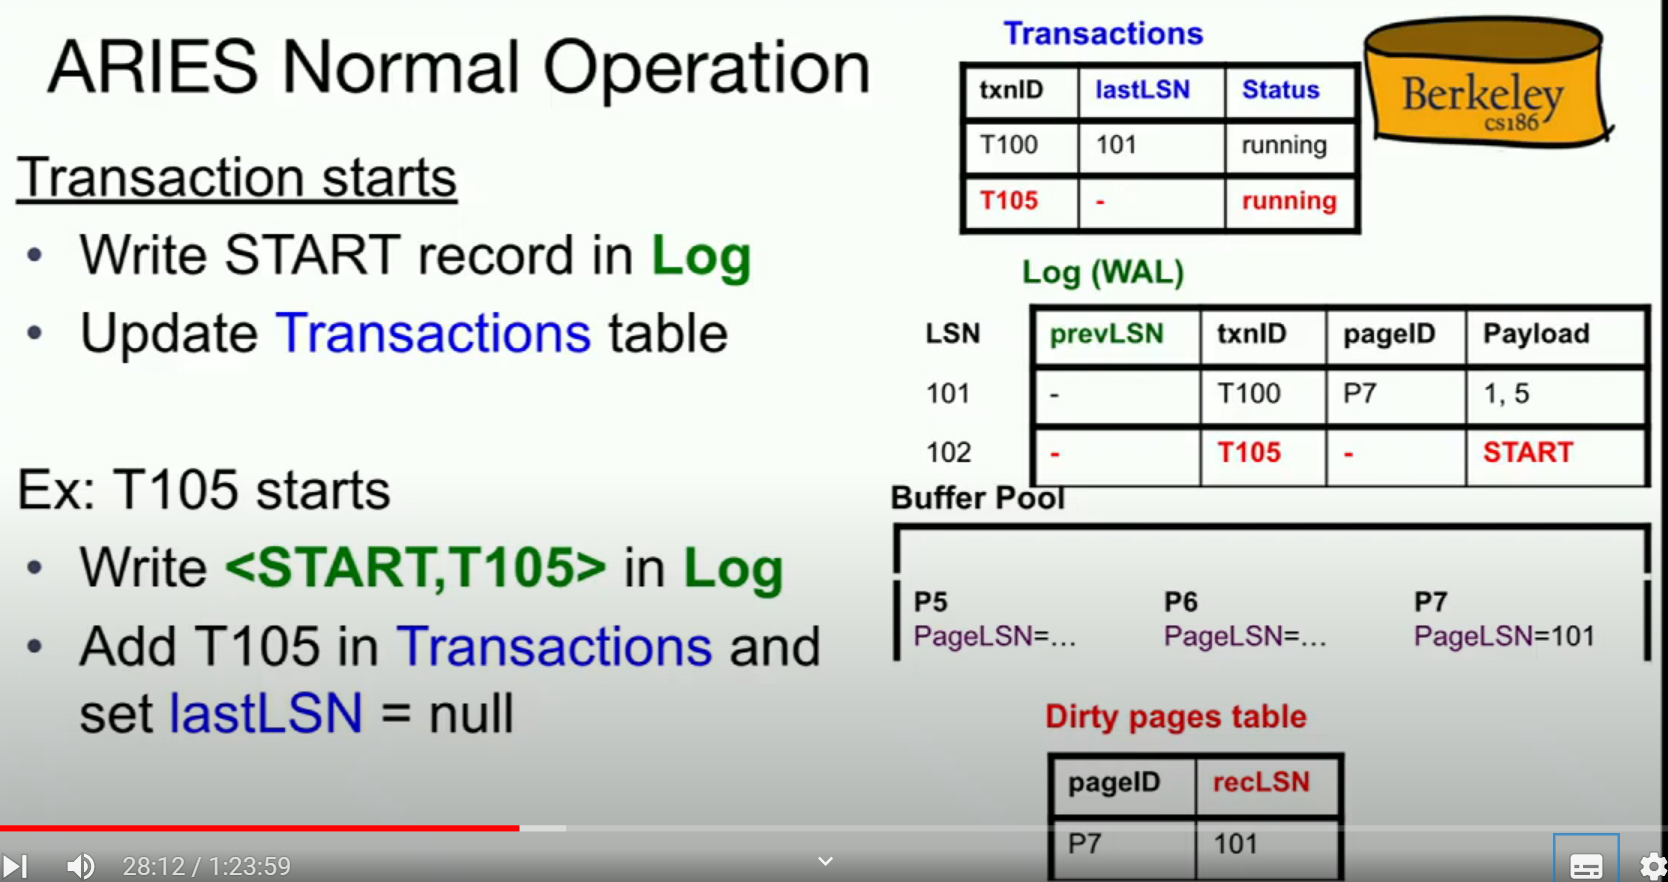 ARIES Normal Operation
Transaction starts
• Write START record in Log
• Update Transactions table
Ex: T105 starts
• Write <START,T105> in Log
• Add T105 in Transactions and
set lastLSN = null
Transactions
txnID lastLSN Status
T100 101 running
T105 - running
Berkeley
cs186
Log (WAL)
LSN prevLSN txnID pageID Payload
101 - T100 P7 1, 5
102 - T105 - START
Buffer Pool
P5 P6 P7
PageLSN=... PageLSN=... PageLSN=101
Dirty pages table
pageID recLSN
P7 101
28:12 / 1:23:59